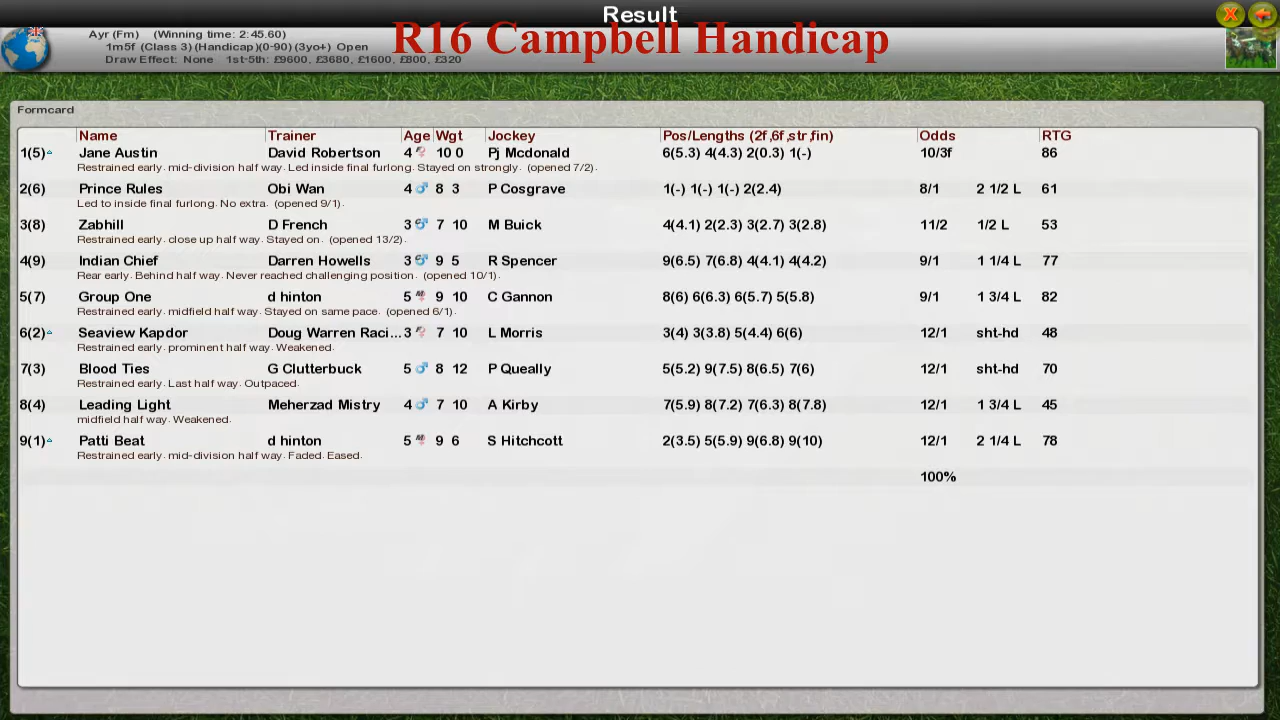 Result
R16 Campbell Handicap
Ayr (Fm) (Winning time: 2:45.60)
1m5f (Class 3) (Handicap)(0-90) (3yo+) Open
Draw Effect: None 1st-5th: £9600, £3680, £1600, £800, £320
Formcard
Name Trainer Age Wgt Jockey Pos/Lengths (2f,6f,str,fin) Odds RTG
1(5) Jane Austin David Robertson 4 10 0 Pj Mcdonald 6(5.3) 4(4.3) 2(0.3) 1(-) 10/3f 86
Restrained early. mid-division half way. Led inside final furlong. Stayed on strongly. (opened 7/2).
2(6) Prince Rules Obi Wan 4 8 3 P Cosgrave 1(-) 1(-) 1(-) 2(2.4) 8/1 2 1/2 L 61
Led to inside final furlong. No extra. (opened 9/1).
3(8) Zabhill D French 3 7 10 M Buick 4(4.1) 2(2.3) 3(2.7) 3(2.8) 11/2 1/2 L 53
Restrained early. close up half way. Stayed on. (opened 13/2).
4(9) Indian Chief Darren Howells 3 9 5 R Spencer 9(6.5) 7(6.8) 4(4.1) 4(4.2) 9/1 1 1/4 L 77
Rear early. Behind half way. Never reached challenging position. (opened 10/1).
5(7) Group One d hinton 5 9 10 C Gannon 8(6) 6(6.3) 6(5.7) 5(5.8) 9/1 1 3/4 L 82
Restrained early. midfield half way. Stayed on same pace. (opened 6/1).
6(2) Seaview Kapdor Doug Warren Raci... 3 7 10 L Morris 3(4) 3(3.8) 5(4.4) 6(6) 12/1 sht-hd 48
Restrained early. prominent half way. Weakened.
7(3) Blood Ties G Clutterbuck 5 8 12 P Queally 5(5.2) 9(7.5) 8(6.5) 7(6) 12/1 sht-hd 70
Restrained early. Last half way. Outpaced.
8(4) Leading Light Meherzad Mistry 4 7 10 A Kirby 7(5.9) 8(7.2) 7(6.3) 8(7.8) 12/1 1 3/4 L 45
midfield half way. Weakened.
9(1) Patti Beat d hinton 5 9 6 S Hitchcott 2(3.5) 5(5.9) 9(6.8) 9(10) 12/1 2 1/4 L 78
Restrained early. mid-division half way. Faded. Eased.
100%